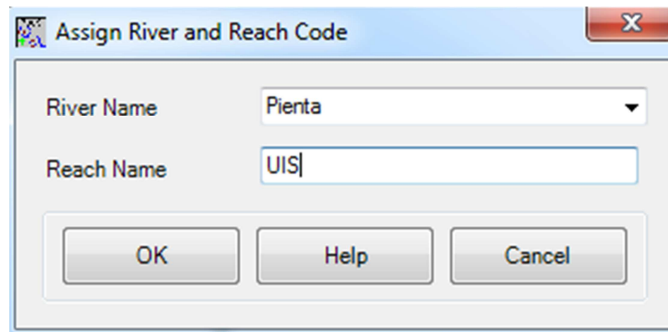 Assign River and Reach Code
River Name Pienta
Reach Name UIS
OK Help Cancel